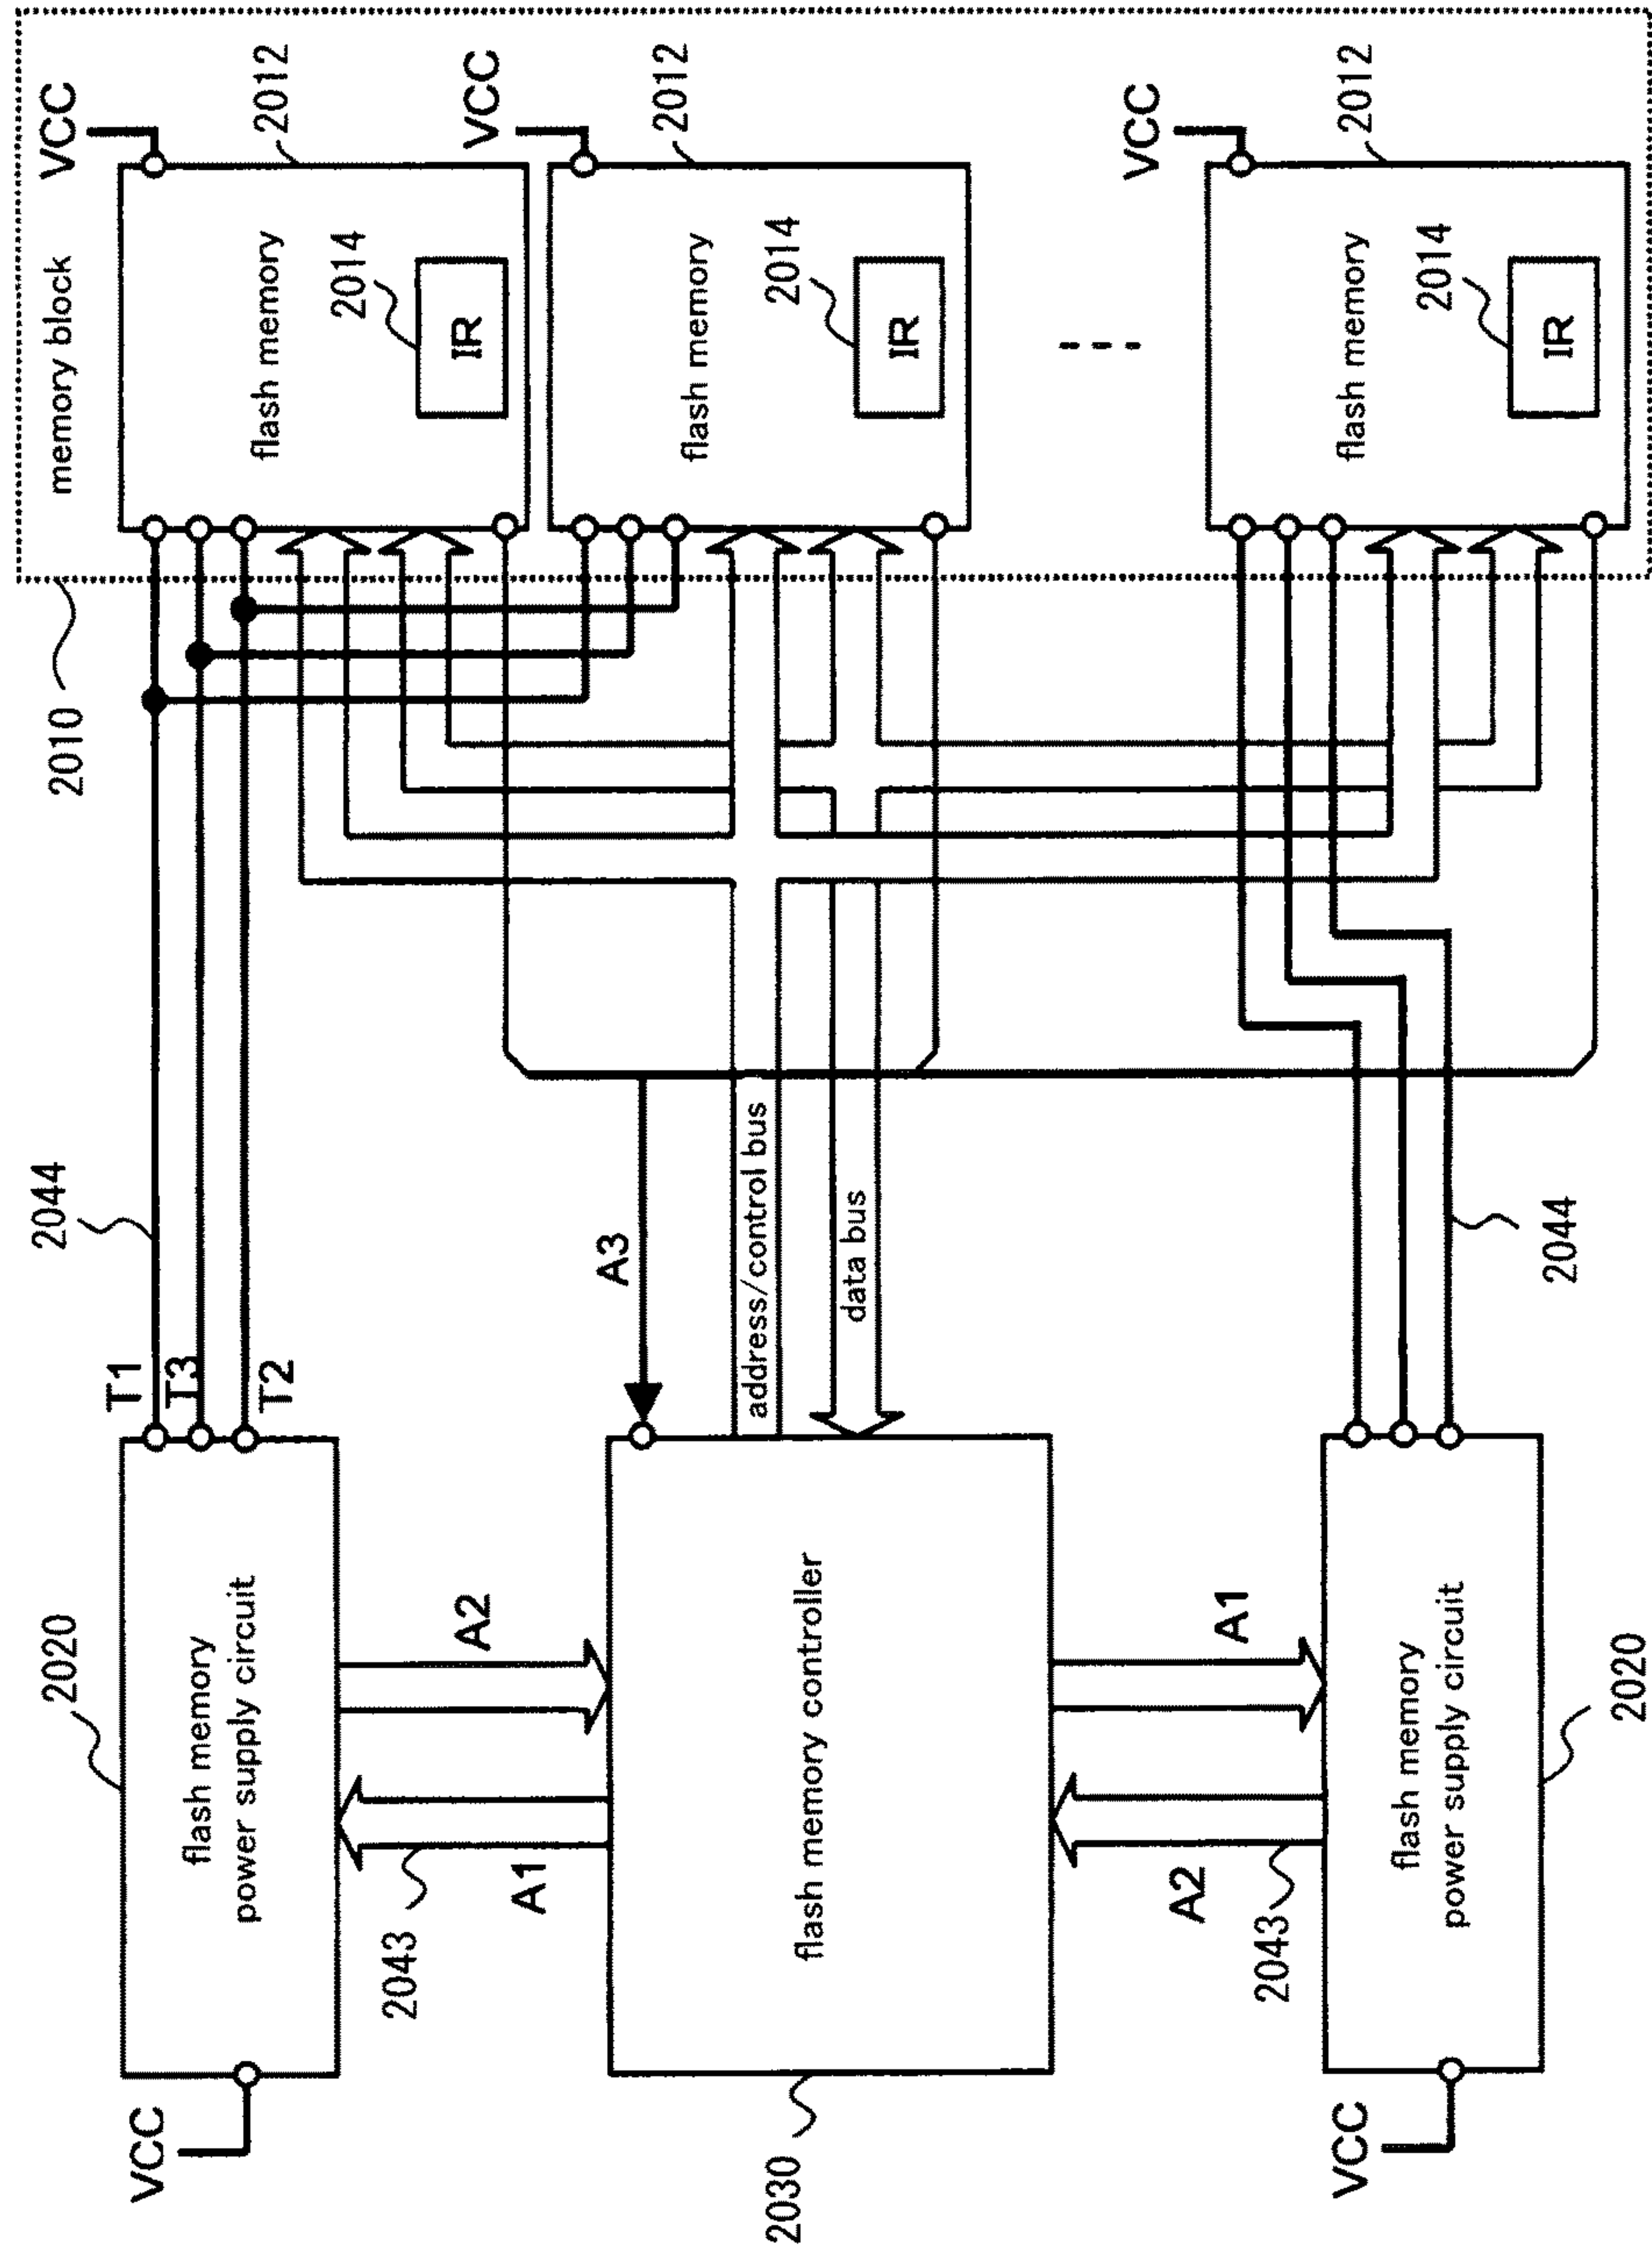 2010
memory block
VCC
2012
flash memory
2014
IR
VCC
2012
flash memory
2014
IR
VCC
2012
flash memory
2014
IR
2044
T1
T3
T2
A3
address/control bus
data bus
2044
2020
flash memory
power supply circuit
VCC
A2
A1
2043
flash memory controller
2030
A1
A2
2043
flash memory
power supply circuit
2020
VCC